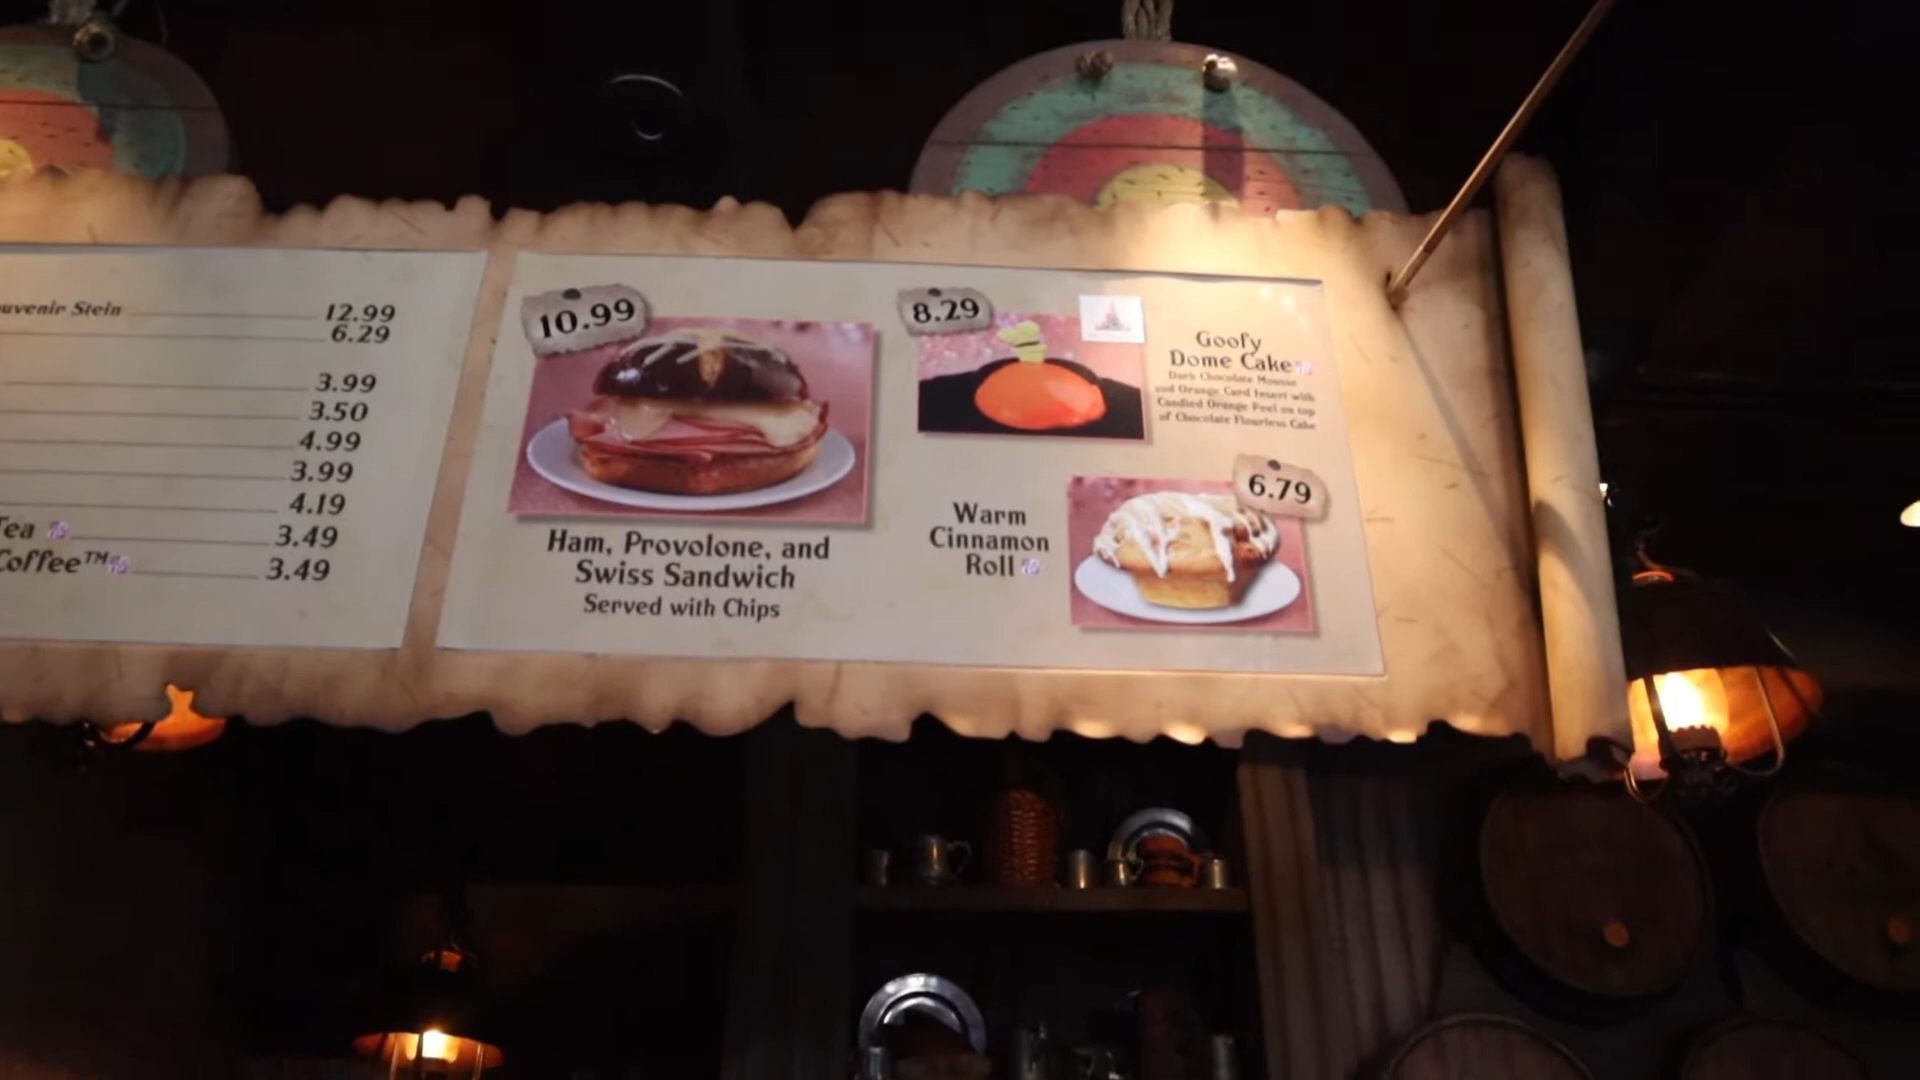 ouvenir Stein 12.99
6.29
3.99
3.50
4.99
3.99
4.19
Tea 3.49
Coffee™ 3.49
10.99
Ham, Provolone, and
Swiss Sandwich
Served with Chips
8.29
Goofy
Dome Cake
Dark Chocolate Mousse
and Orange Curd Insert with
Candied Orange Peel on top
of Chocolate Flourless Cake
Warm
Cinnamon
Roll
6.79